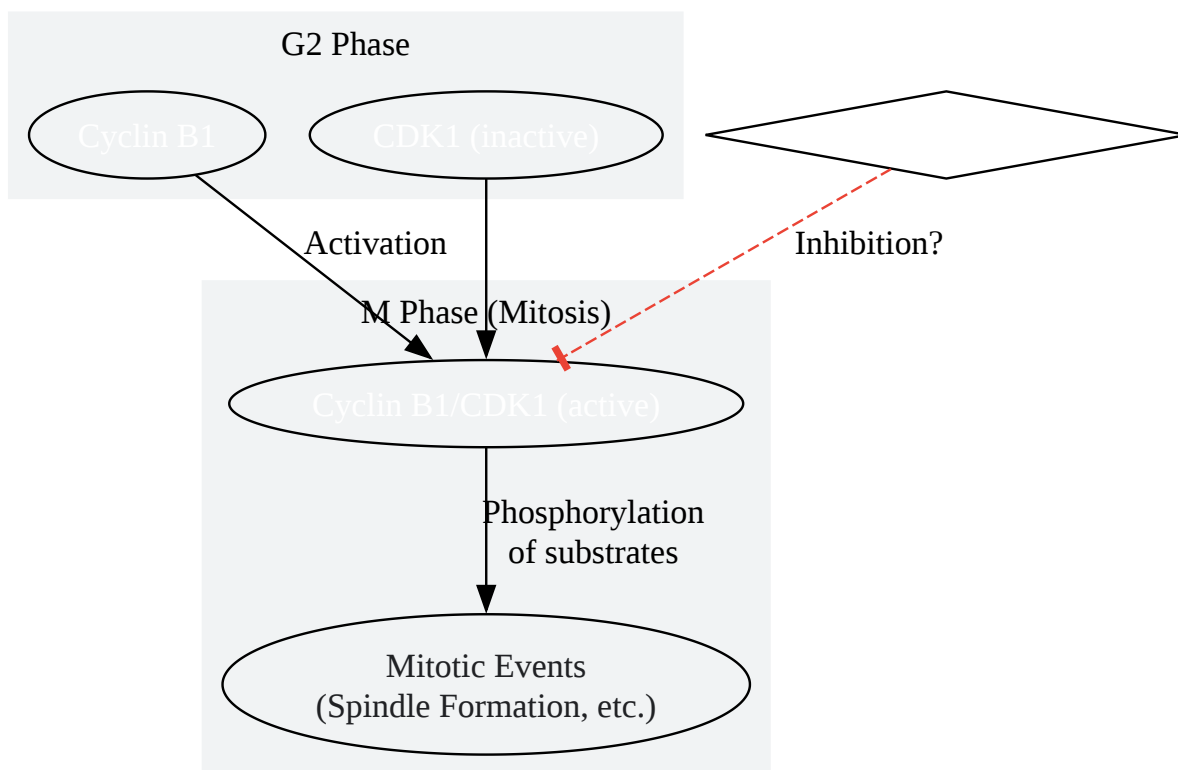 G2 Phase
Cyclin B1
CDK1 (inactive)
Activation
Inhibition?
M Phase (Mitosis)
Cyclin B1/CDK1 (active)
Phosphorylation
of substrates
Mitotic Events
(Spindle Formation, etc.)